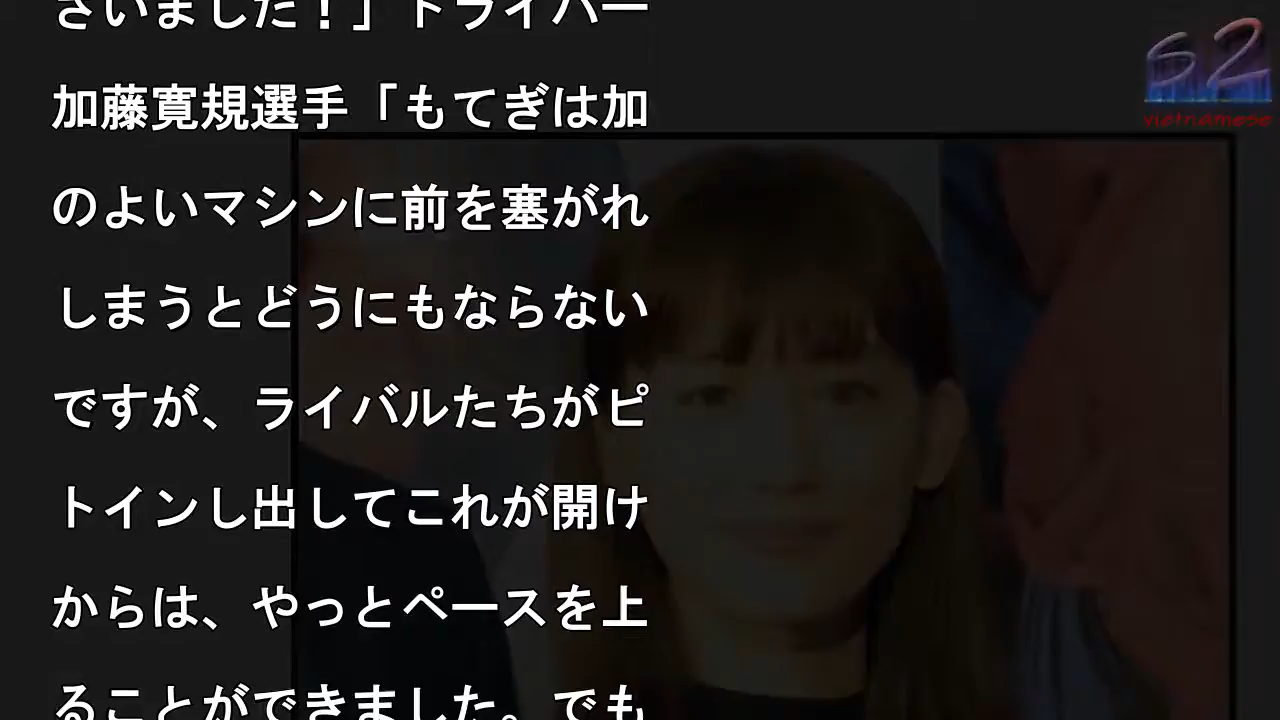 ざいました！」ドライバー
加藤寛規選手「もてぎは加
のよいマシンに前を塞がれ
しまうとどうにもならない
ですが、ライバルたちがピ
トインし出してこれが開け
からは、やっとペースを上
ることができました。でも
S2
vietnamese